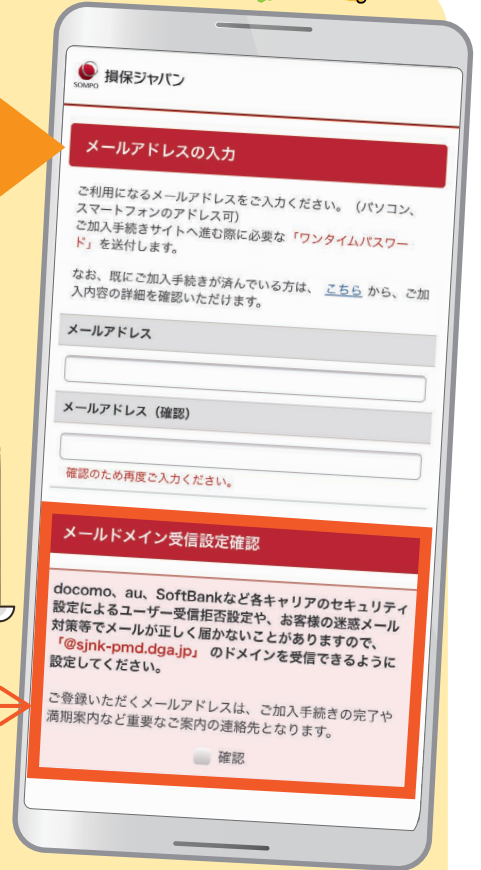 SOMPO 損保ジャパン
メールアドレスの入力
ご利用になるメールアドレスをご入力ください。（パソコン、
スマートフォンのアドレス可）
ご加入手続きサイトへ進む際に必要な「ワンタイムパスワー
ド」を送付します。
なお、既にご加入手続きが済んでいる方は、 こちら から、ご加
入内容の詳細を確認いただけます。
メールアドレス
メールアドレス（確認）
確認のため再度ご入力ください。
メールドメイン受信設定確認
docomo、au、SoftBankなど各キャリアのセキュリティ
設定によるユーザー受信拒否設定や、お客様の迷惑メール
対策等でメールが正しく届かないことがありますので、
「@sjnk-pmd.dga.jp」 のドメインを受信できるように
設定してください。
ご登録いただくメールアドレスは、ご加入手続きの完了や
満期案内など重要なご案内の連絡先となります。
確認